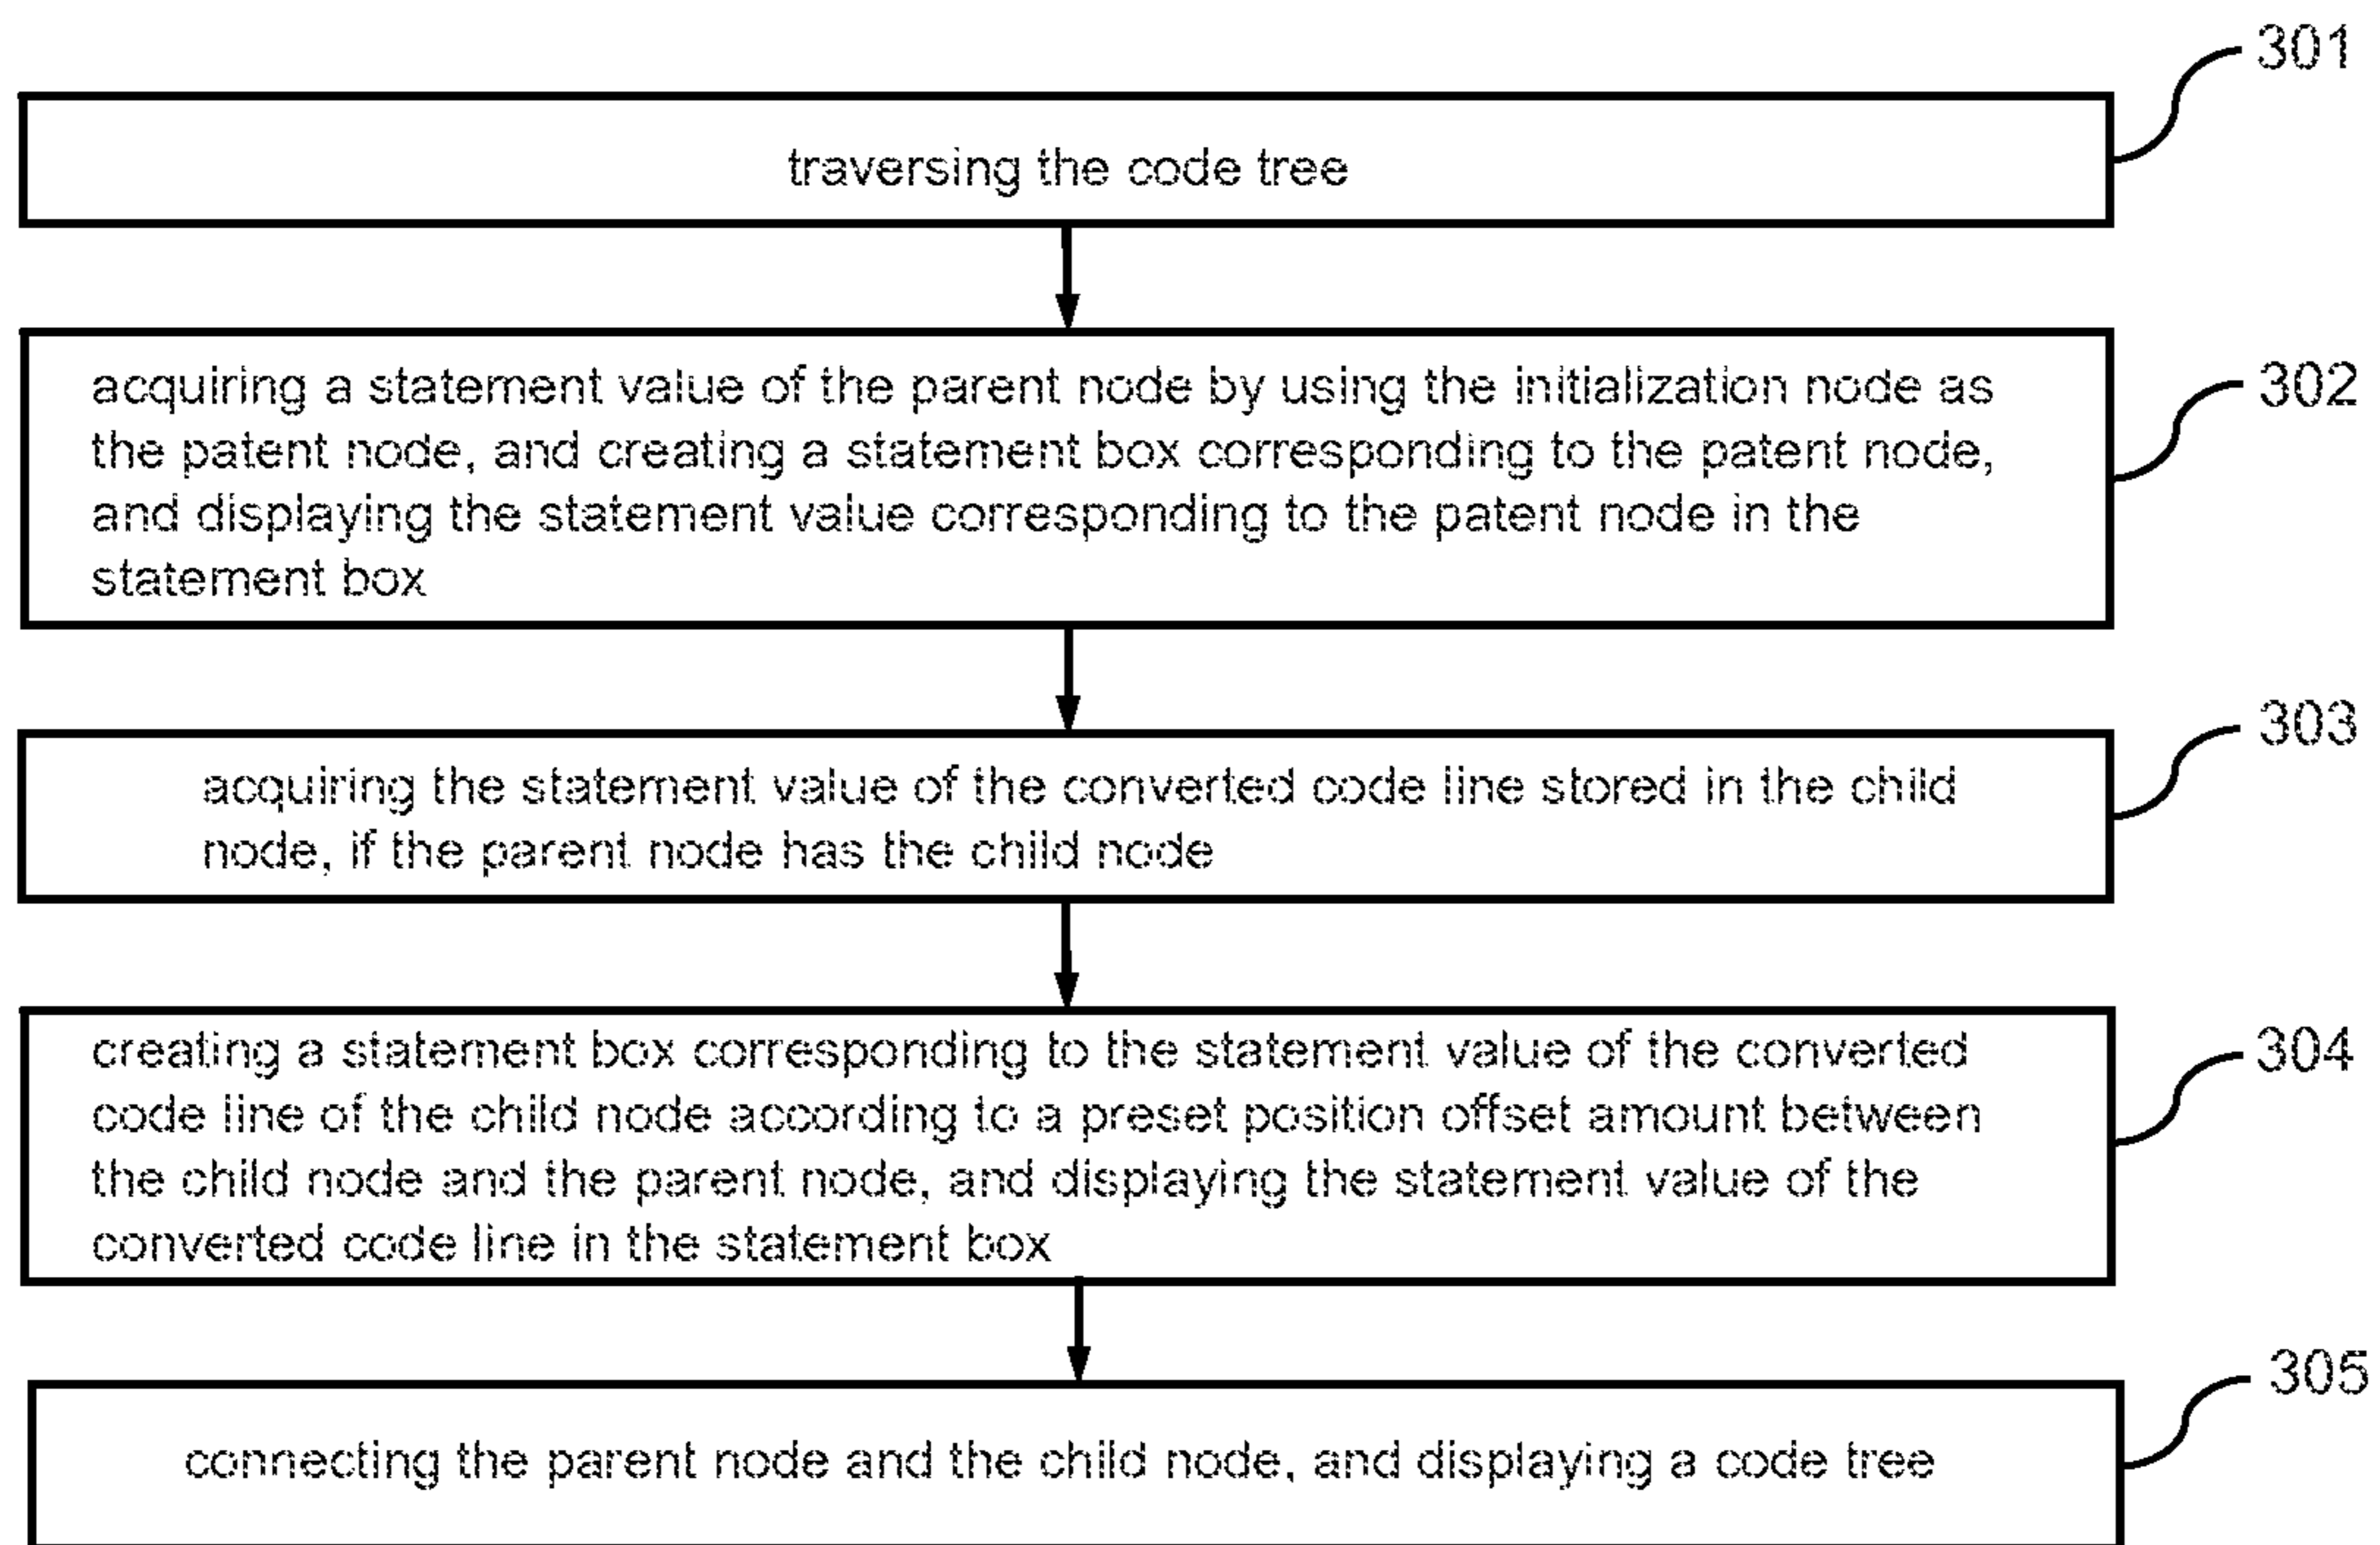 301
traversing the code tree
302
acquiring a statement value of the parent node by using the initialization node as
the patent node, and creating a statement box corresponding to the patent node,
and displaying the statement value corresponding to the patent node in the
statement box
303
acquiring the statement value of the converted code line stored in the child
node, if the parent node has the child node
304
creating a statement box corresponding to the statement value of the converted
code line of the child node according to a preset position offset amount between
the child node and the parent node, and displaying the statement value of the
converted code line in the statement box
305
connecting the parent node and the child node, and displaying a code tree